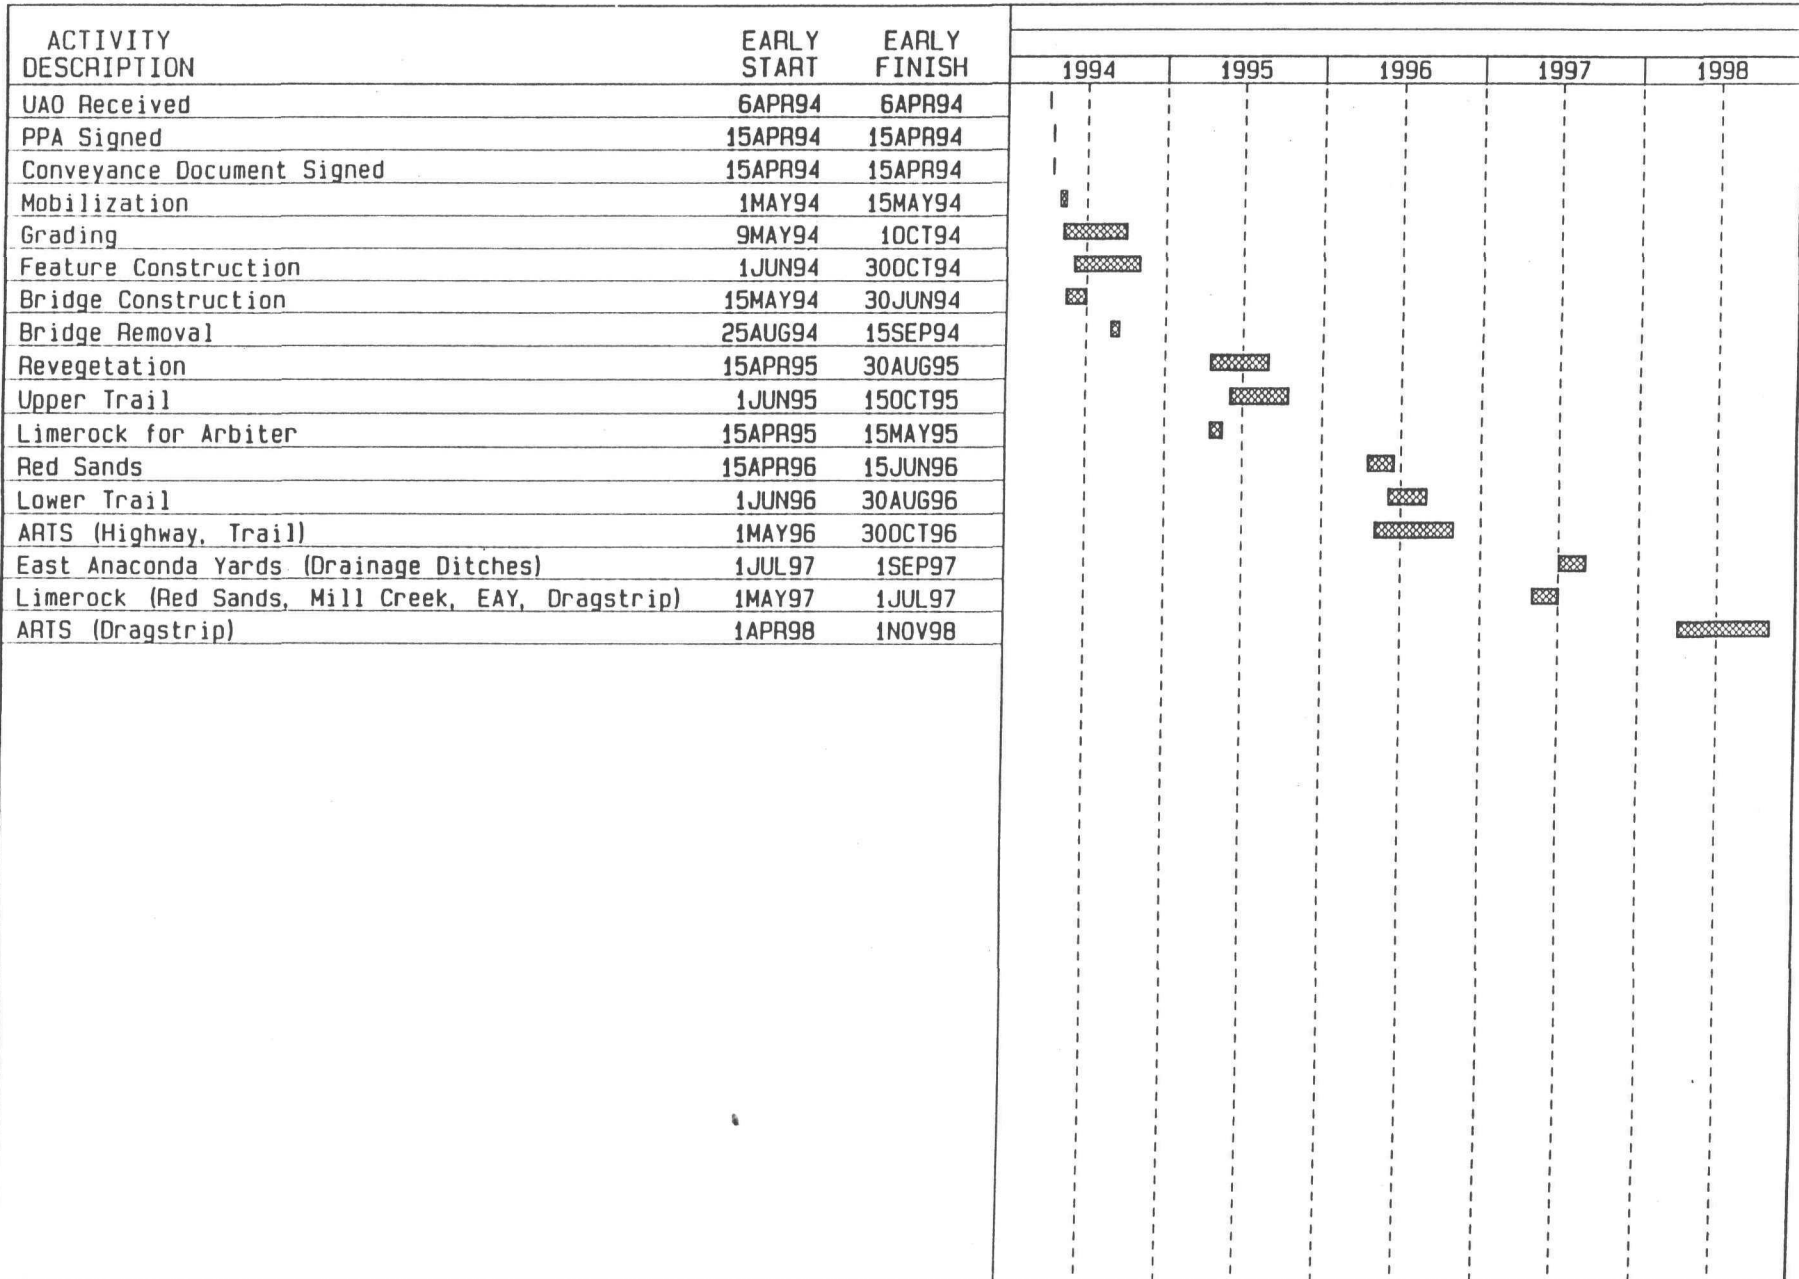 ACTIVITY EARLY EARLY
DESCRIPTION START FINISH 1994 1995 1996 1997 1998
UAO Received 6APR94 6APR94
PPA Signed 15APR94 15APR94
Conveyance Document Signed 15APR94 15APR94
Mobilization 1MAY94 15MAY94
Grading 9MAY94 1OCT94
Feature Construction 1JUN94 30OCT94
Bridge Construction 15MAY94 30JUN94
Bridge Removal 25AUG94 15SEP94
Revegetation 15APR95 30AUG95
Upper Trail 1JUN95 15OCT95
Limerock for Arbiter 15APR95 15MAY95
Red Sands 15APR96 15JUN96
Lower Trail 1JUN96 30AUG96
ARTS (Highway, Trail) 1MAY96 30OCT96
East Anaconda Yards (Drainage Ditches) 1JUL97 1SEP97
Limerock (Red Sands, Mill Creek, EAY, Dragstrip) 1MAY97 1JUL97
ARTS (Dragstrip) 1APR98 1NOV98